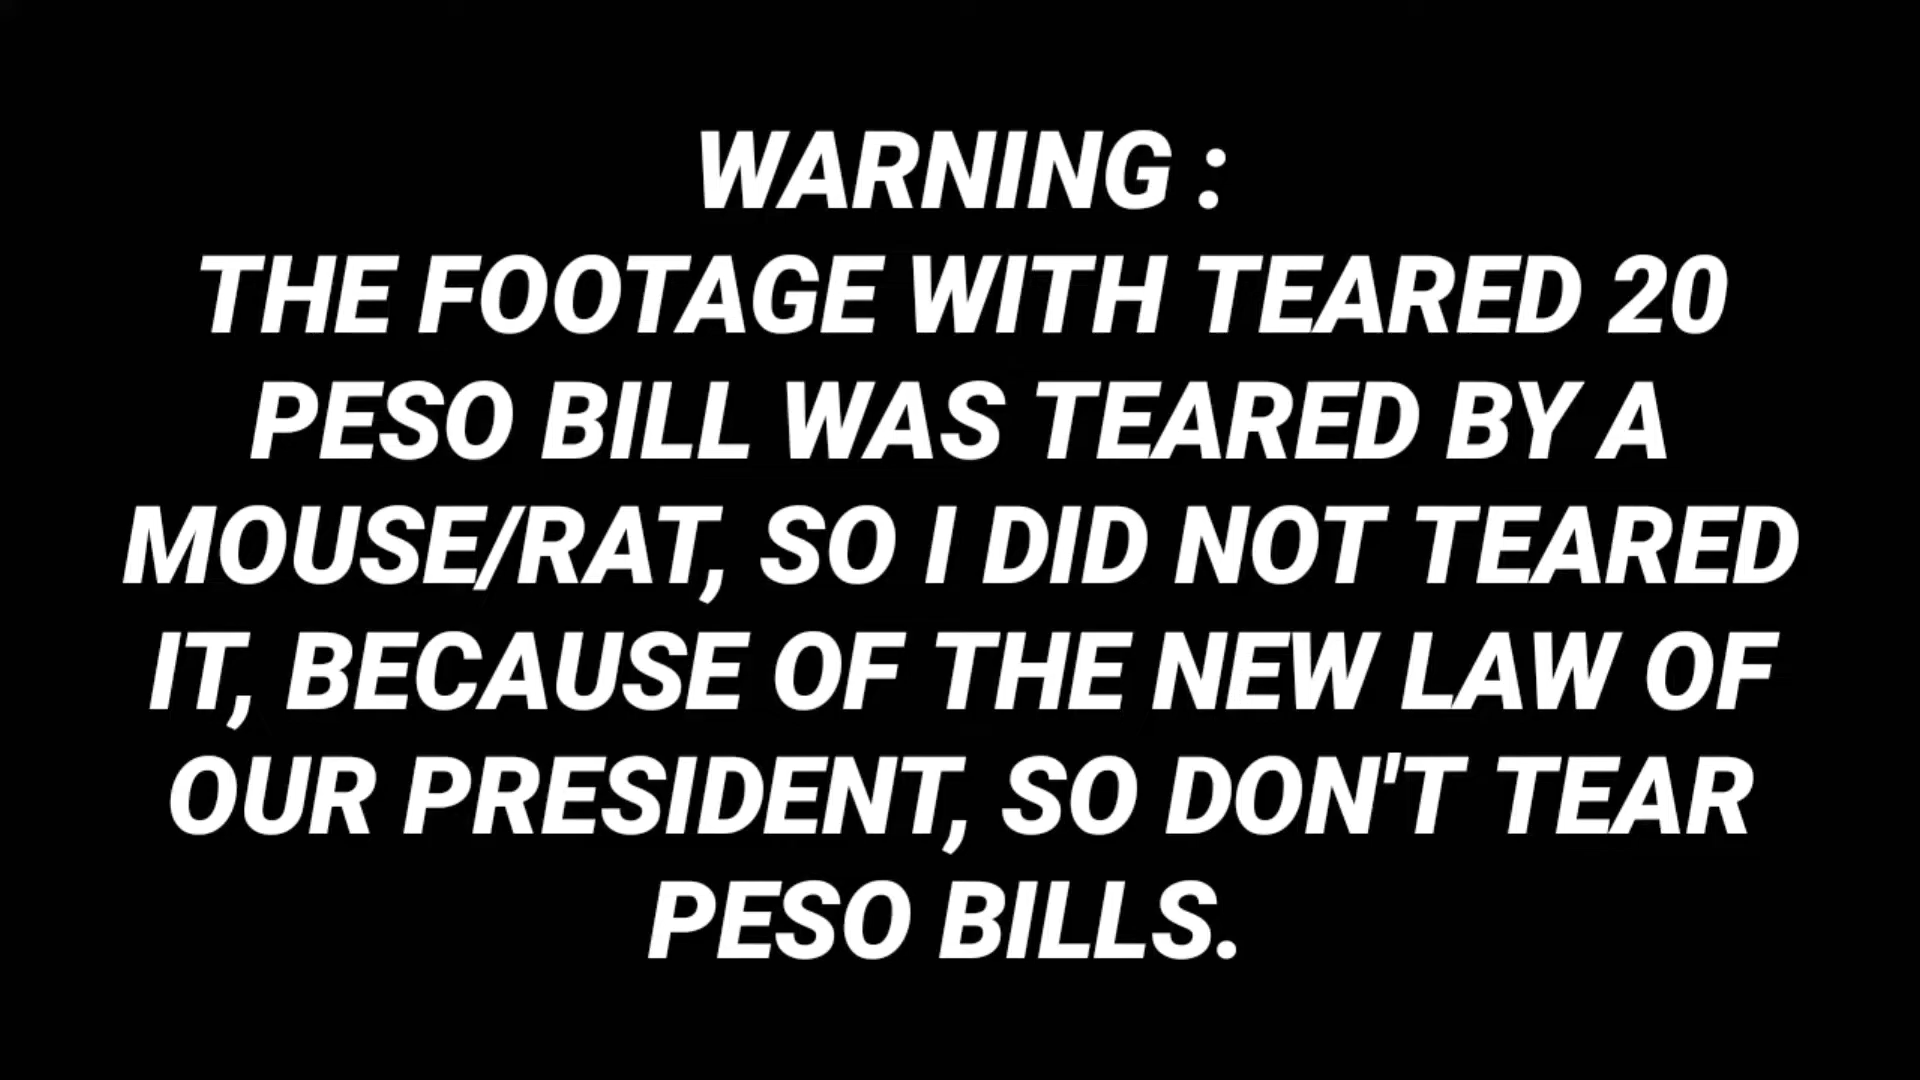 WARNING :
THE FOOTAGE WITH TEARED 20
PESO BILL WAS TEARED BY A
MOUSE/RAT, SO I DID NOT TEARED
IT, BECAUSE OF THE NEW LAW OF
OUR PRESIDENT, SO DON'T TEAR
PESO BILLS.